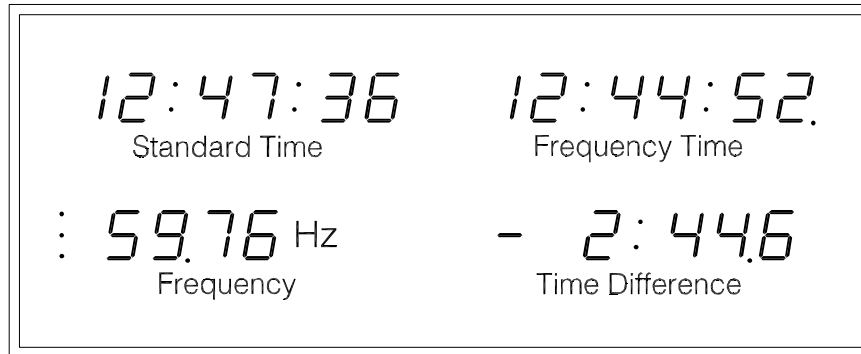 12:47:36 12:44:52.
Standard Time Frequency Time
59.76 Hz - 2:44.6
Frequency Time Difference